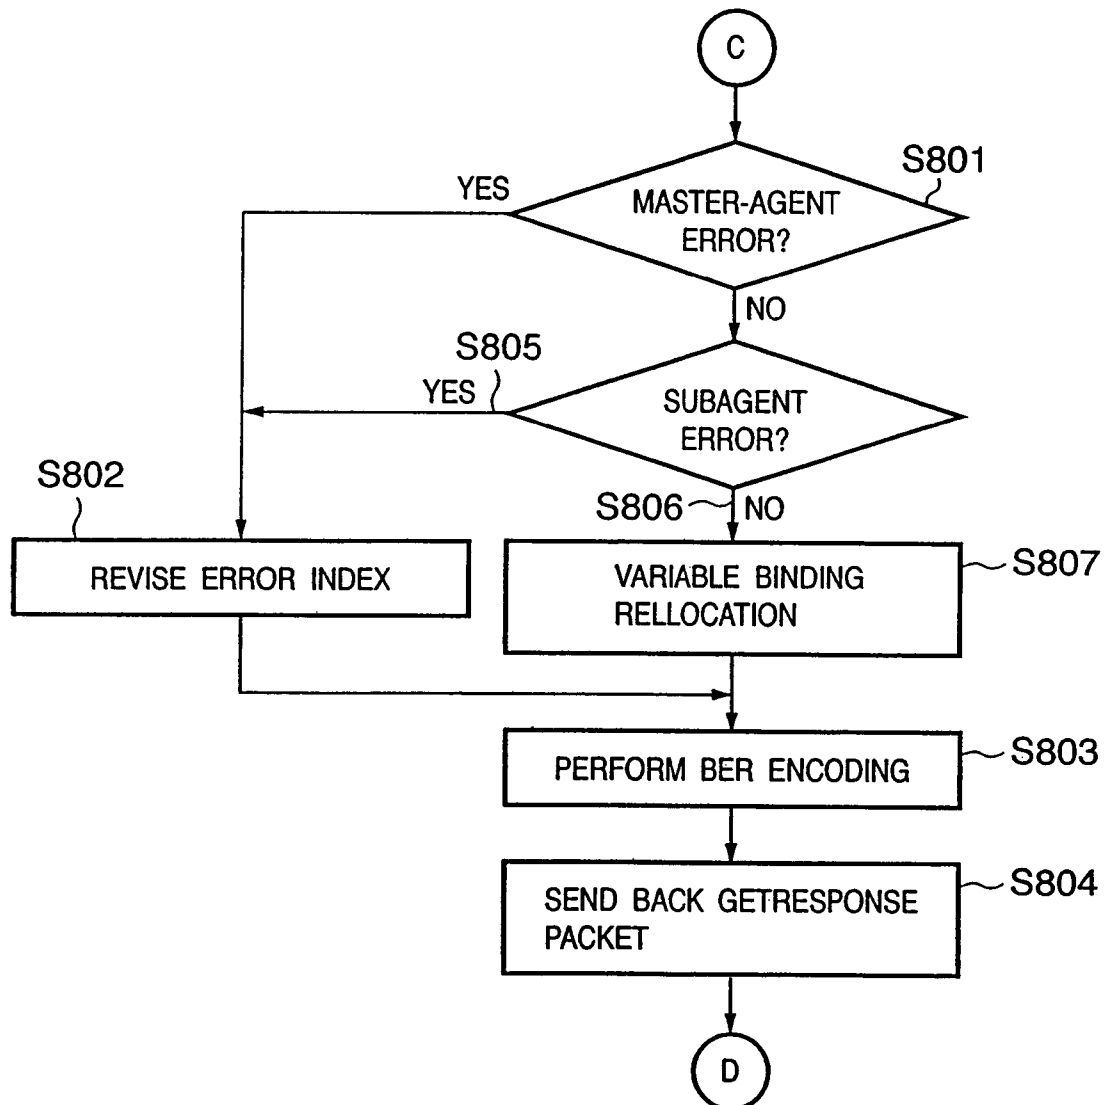 C
S801
YES
MASTER-AGENT
ERROR?
NO
S805
YES
SUBAGENT
ERROR?
S802
S806
NO
REVISE ERROR INDEX
VARIABLE BINDING
RELLOCATION
S807
PERFORM BER ENCODING
S803
SEND BACK GETRESPONSE
PACKET
S804
D